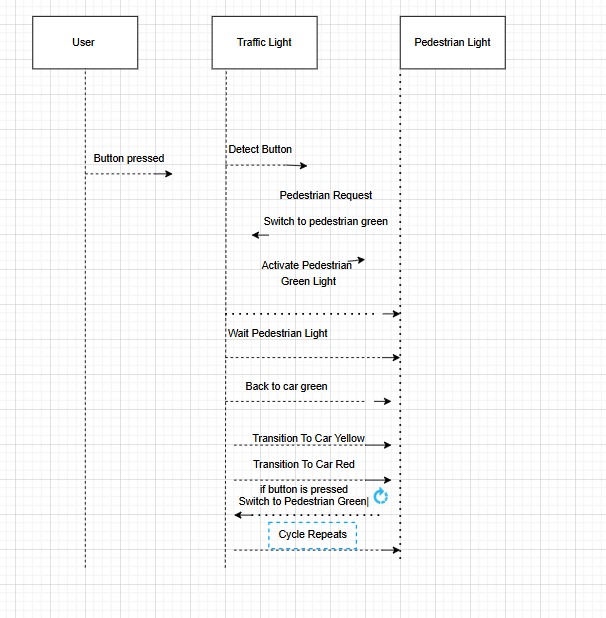 User
Traffic Light
Pedestrian Light
Detect Button
Button pressed
Pedestrian Request
Switch to pedestrian green
Activate Pedestrian
Green Light
Wait Pedestrian Light
Back to car green
Transition To Car Yellow
Transition To Car Red
if button is pressed
Switch to Pedestrian Green
Cycle Repeats